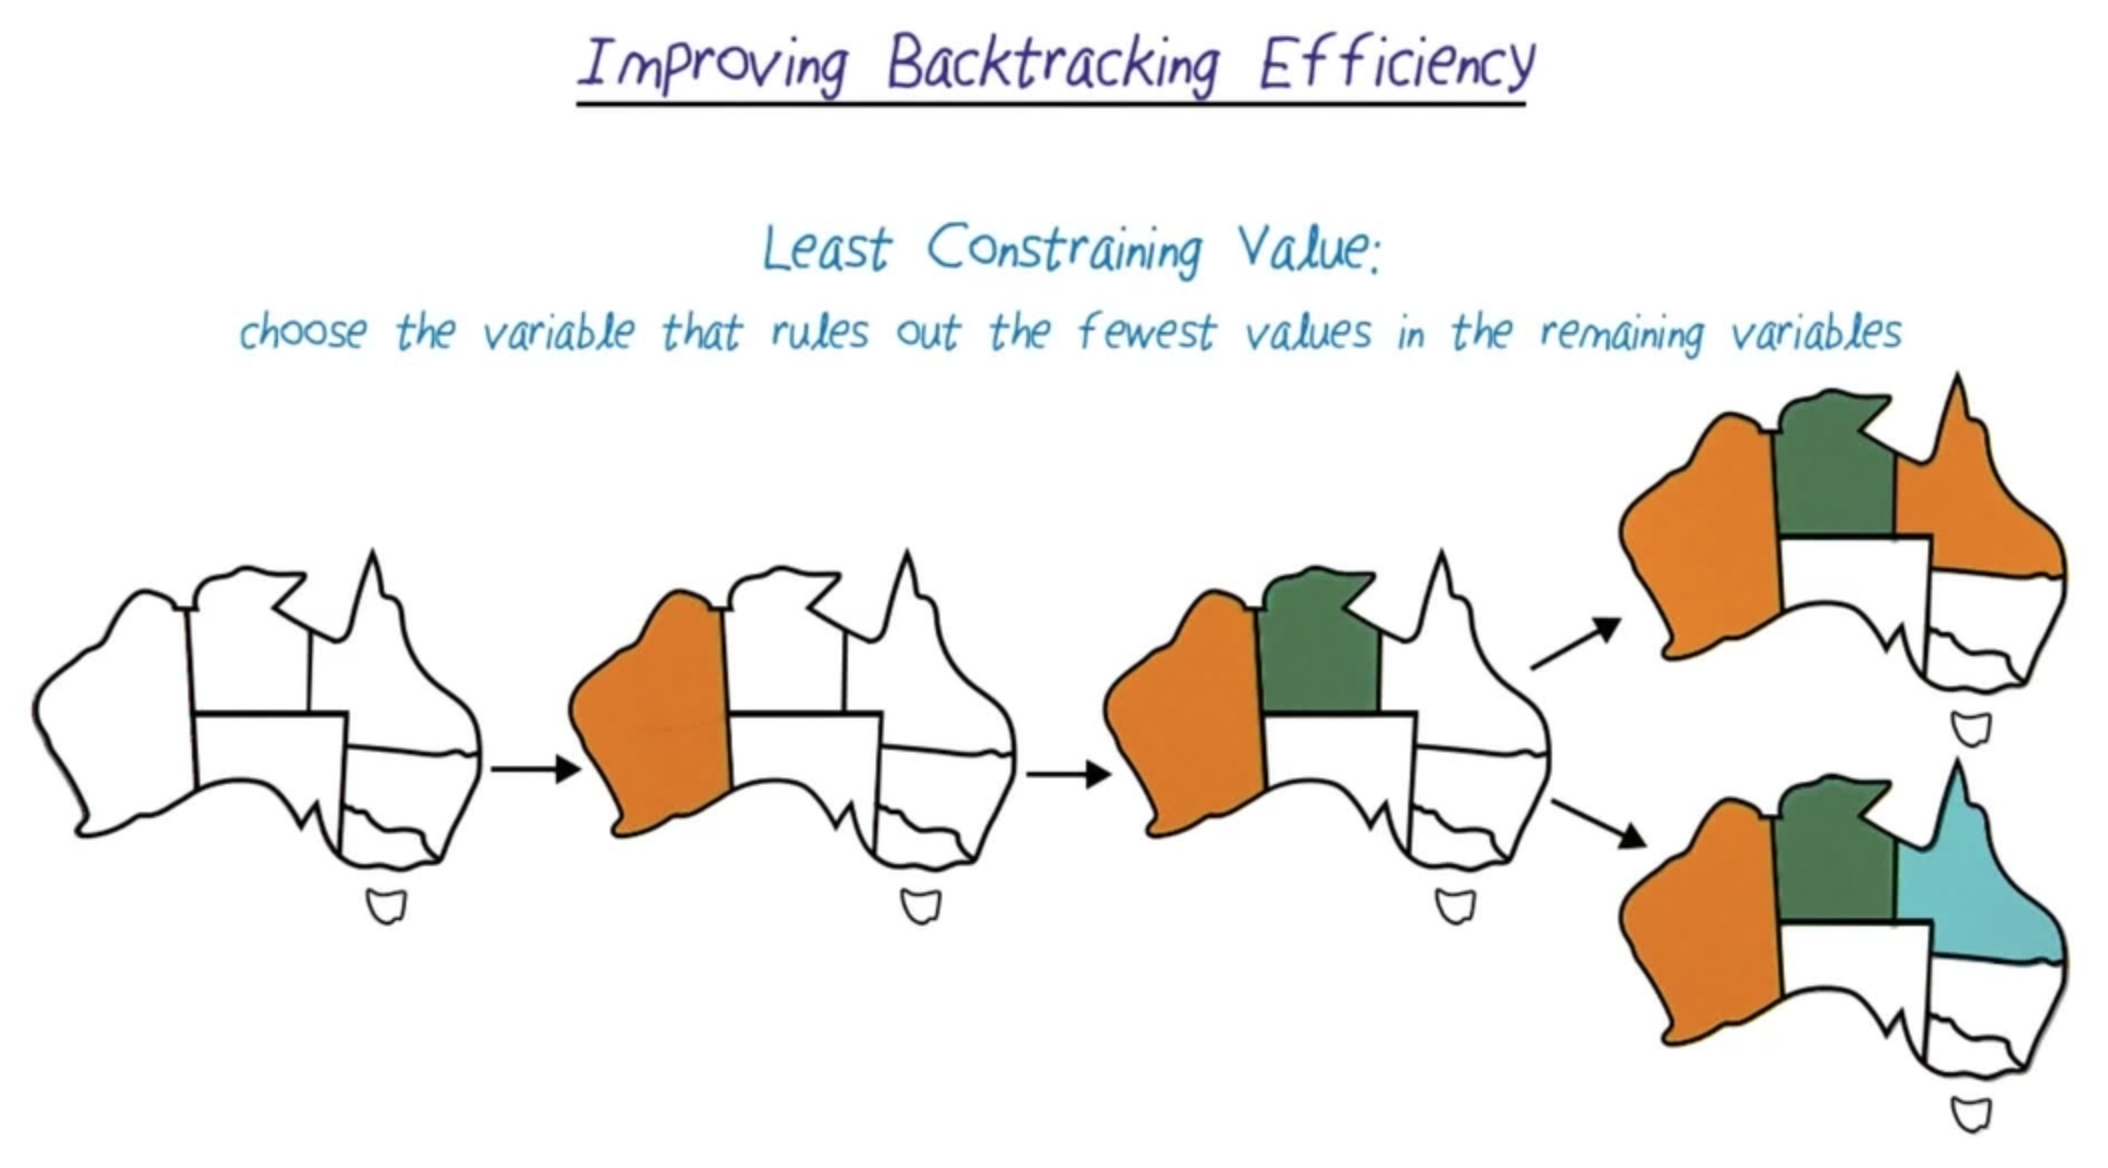 Improving Backtracking Efficiency
Least Constraining Value:
choose the variable that rules out the fewest values in the remaining variables